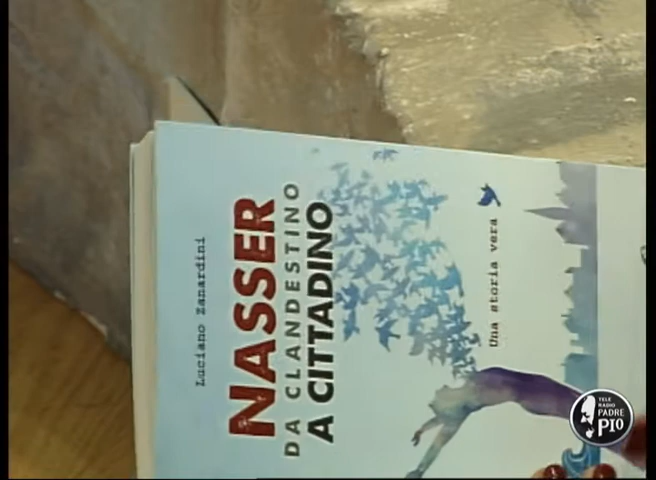 Luciano Zanardini
NASSER
DA CLANDESTINO
A CITTADINO
Una storia vera
TELE
RADIO
PADRE
PIO